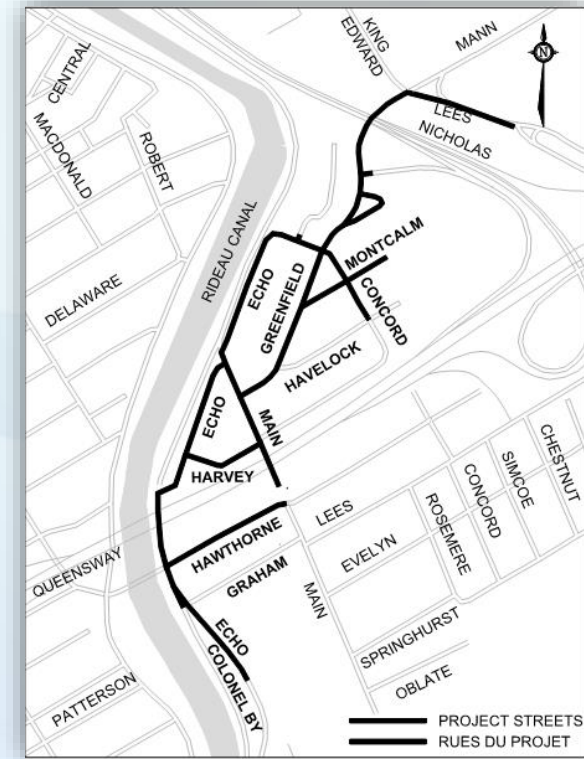 KING
EDWARD
MANN
N
CENTRAL
LEES
NICHOLAS
MACDONALD
ROBERT
RIDEAU CANAL
MONTCALM
ECHO
GREENFIELD
CONCORD
DELAWARE
HAVELOCK
ECHO
MAIN
HARVEY
CHESTNUT
SIMCOE
CONCORD
ROSEMERE
LEES
HAWTHORNE
EVELYN
QUEENSWAY
GRAHAM
MAIN
SPRINGHURST
ECHO
COLONEL BY
OBLATE
PATTERSON
PROJECT STREETS
RUES DU PROJET